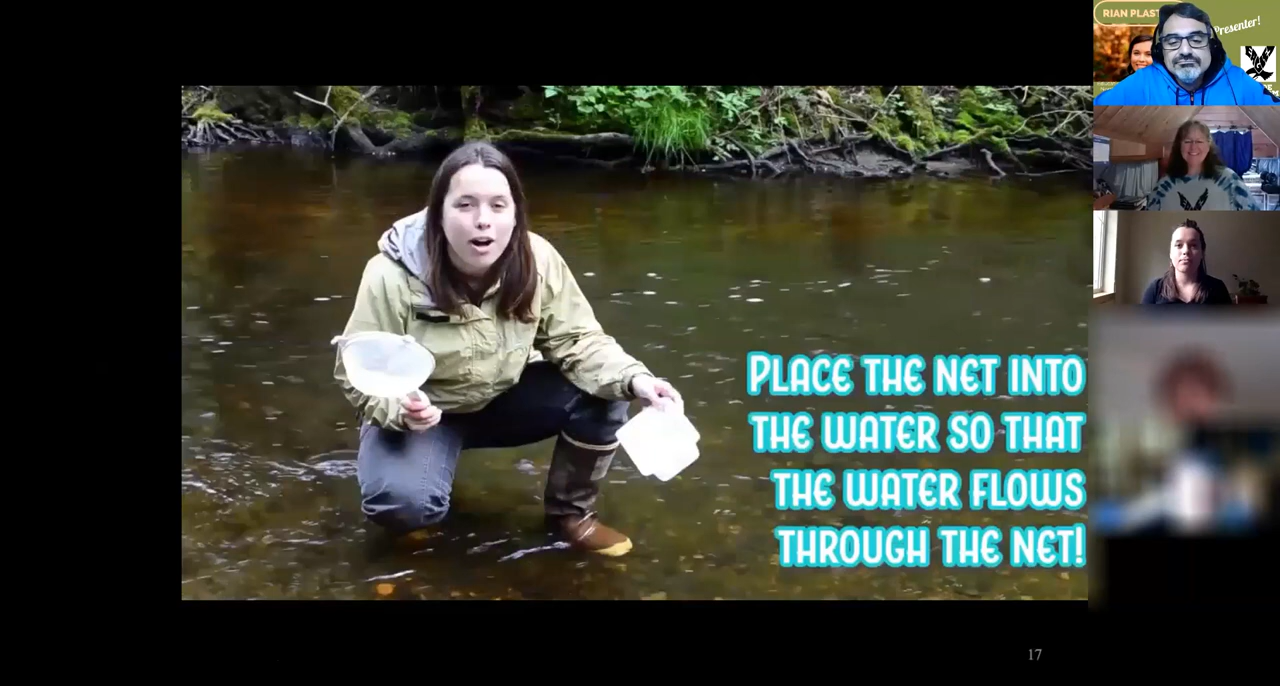 RIAN PLAST
Presenter!
PLACE THE NET INTO
THE WATER SO THAT
THE WATER FLOWS
THROUGH THE NET!
17